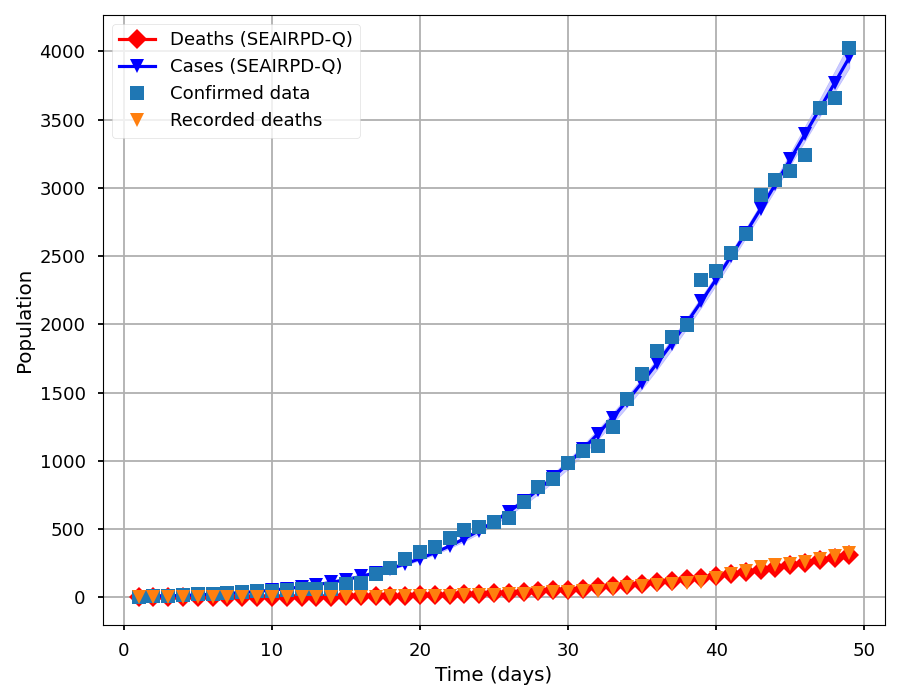 Deaths (SEAIRPD-Q)
Cases (SEAIRPD-Q)
Confirmed data
Recorded deaths
4000
3500
3000
2500
2000
1500
1000
500
0
Population
0 10 20 30 40 50
Time (days)